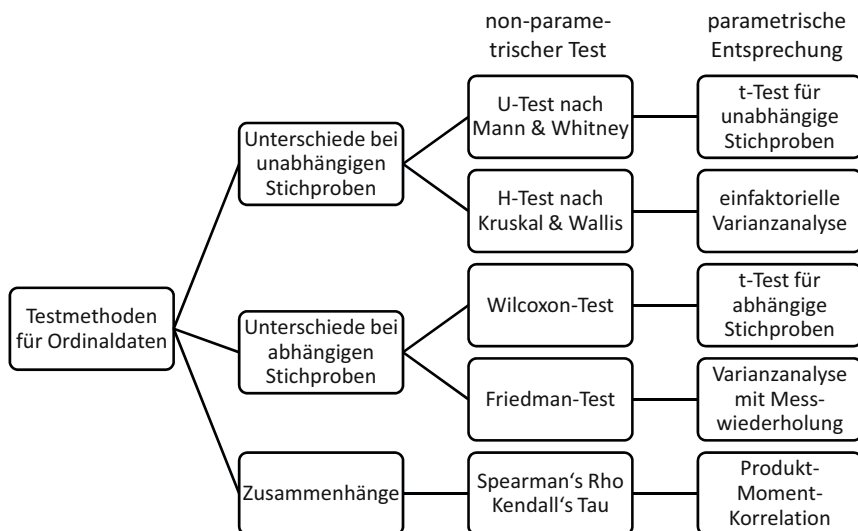 non-parame-
trischer Test
parametrische
Entsprechung
Testmethoden
für Ordinaldaten
Unterschiede bei
unabhängigen
Stichproben
U-Test nach
Mann & Whitney
t-Test für
unabhängige
Stichproben
H-Test nach
Kruskal & Wallis
einfaktorielle
Varianzanalyse
Unterschiede bei
abhängigen
Stichproben
Wilcoxon-Test
t-Test für
abhängige
Stichproben
Friedman-Test
Varianzanalyse
mit Mess-
wiederholung
Zusammenhänge
Spearman‘s Rho
Kendall‘s Tau
Produkt-
Moment-
Korrelation